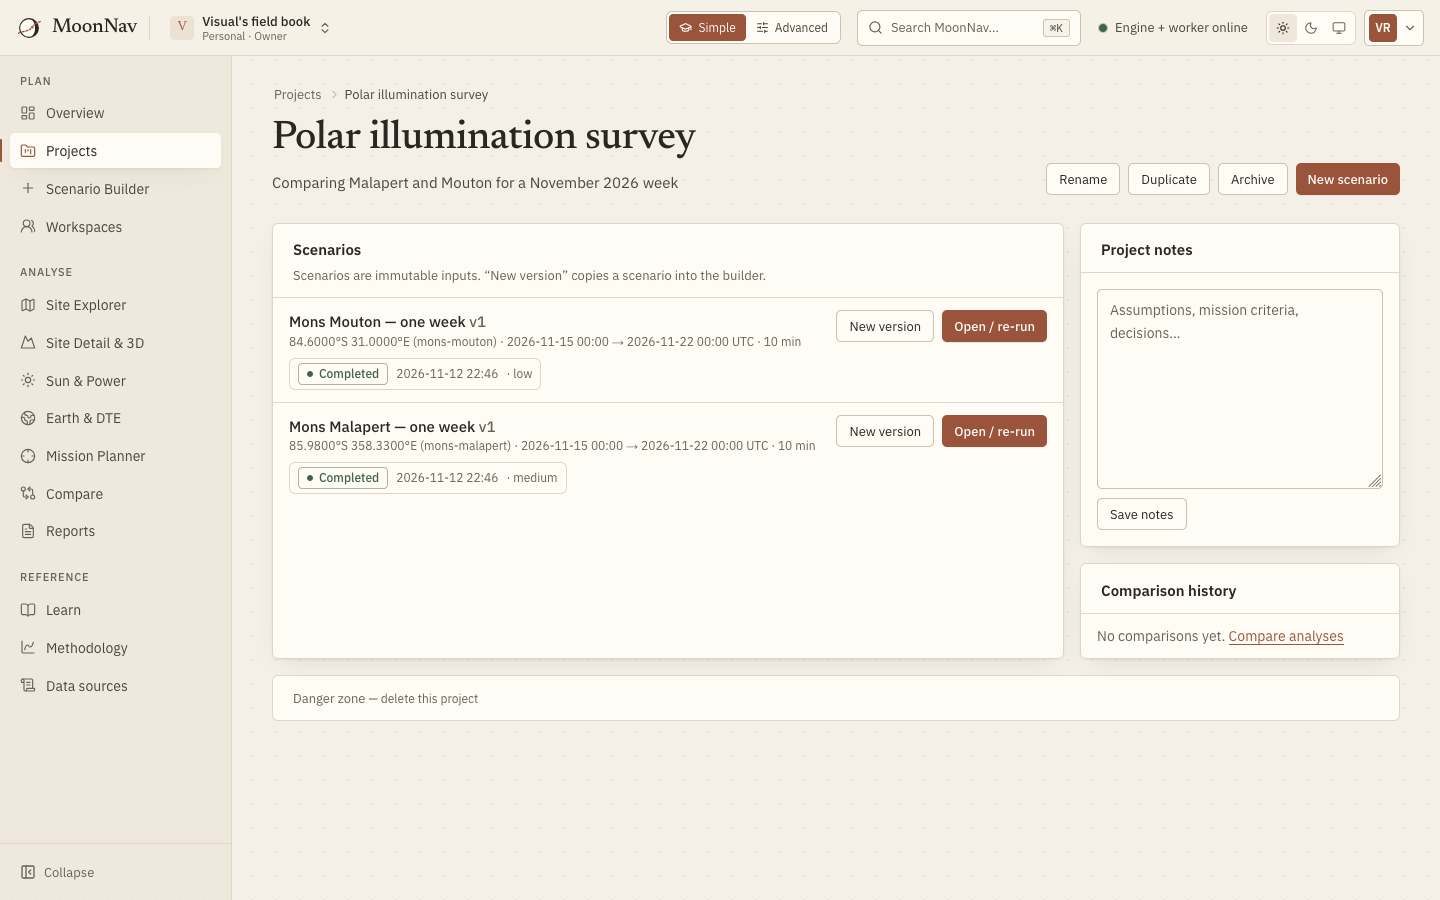 MoonNav
V
Visual's field book
Personal · Owner
Simple
Advanced
Search MoonNav...
⌘K
Engine + worker online
VR
PLAN
Overview
Projects
Scenario Builder
Workspaces
ANALYSE
Site Explorer
Site Detail & 3D
Sun & Power
Earth & DTE
Mission Planner
Compare
Reports
REFERENCE
Learn
Methodology
Data sources
Collapse
Projects > Polar illumination survey
Polar illumination survey
Comparing Malapert and Mouton for a November 2026 week
Rename
Duplicate
Archive
New scenario
Scenarios
Scenarios are immutable inputs. “New version” copies a scenario into the builder.
Mons Mouton — one week v1
84.6000°S 31.0000°E (mons-mouton) · 2026-11-15 00:00 → 2026-11-22 00:00 UTC · 10 min
New version
Open / re-run
Completed 2026-11-12 22:46 · low
Mons Malapert — one week v1
85.9800°S 358.3300°E (mons-malapert) · 2026-11-15 00:00 → 2026-11-22 00:00 UTC · 10 min
New version
Open / re-run
Completed 2026-11-12 22:46 · medium
Project notes
Assumptions, mission criteria,
decisions...
Save notes
Comparison history
No comparisons yet. Compare analyses
Danger zone — delete this project